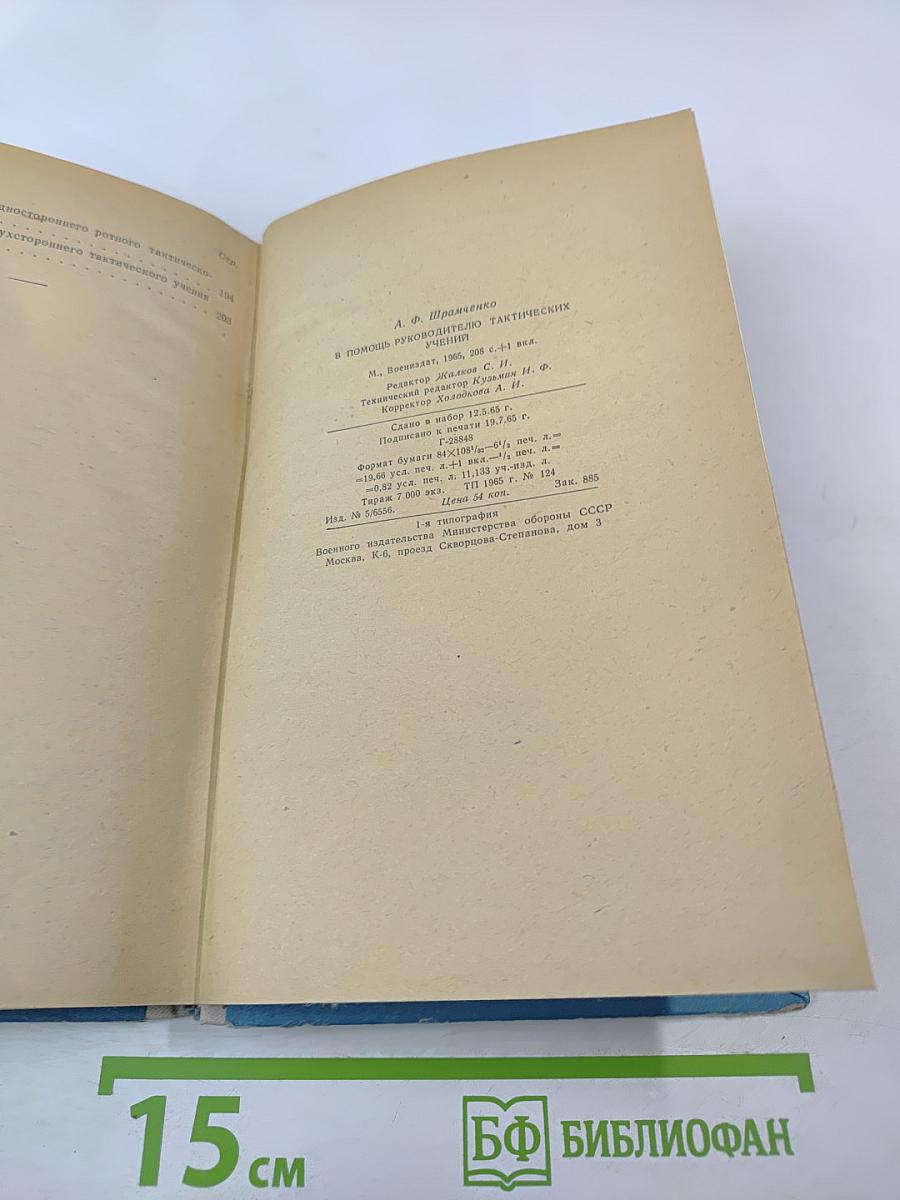 Стр.
дностороннего ротного тактическо-
194
ухстороннего тактического учения
203
А. Ф. Шрамченко
В ПОМОЩЬ РУКОВОДИТЕЛЮ ТАКТИЧЕСКИХ
УЧЕНИЙ
М., Воениздат, 1965, 208 с.+1 вкл.
Редактор Жалков С. И.
Технический редактор Кузьмин И. Ф.
Корректор Холодкова А. И.
Сдано в набор 12.5.65 г.
Подписано к печати 19.7.65 г.
Г-28848
Формат бумаги 84×108¹/₃₂—6¹/₂ печ. л.=
=19,66 усл. печ. л.+1 вкл.—¹/₂ печ. л.=
=0,82 усл. печ. л; 11,133 уч.-изд. л.
Тираж 7 000 экз. ТП 1965 г. № 124
Изд. № 5/6556. Цена 54 коп. Зак. 885
1-я типография
Военного издательства Министерства обороны СССР
Москва, К-6, проезд Скворцова-Степанова, дом 3
15 см
БФ БИБЛИОФАН